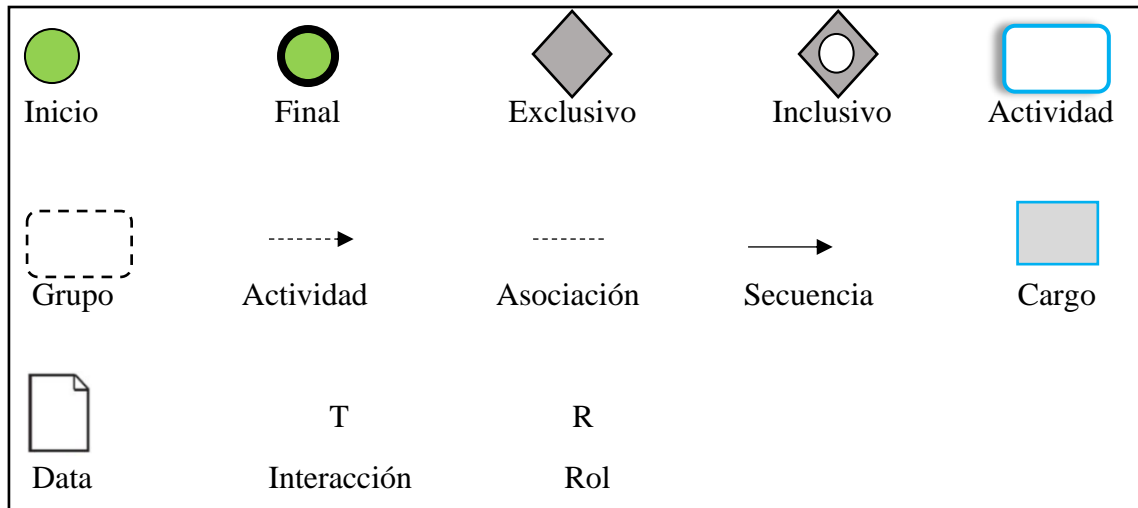 Inicio Final Exclusivo Inclusivo Actividad
Grupo Actividad Asociación Secuencia Cargo
T R
Data Interacción Rol